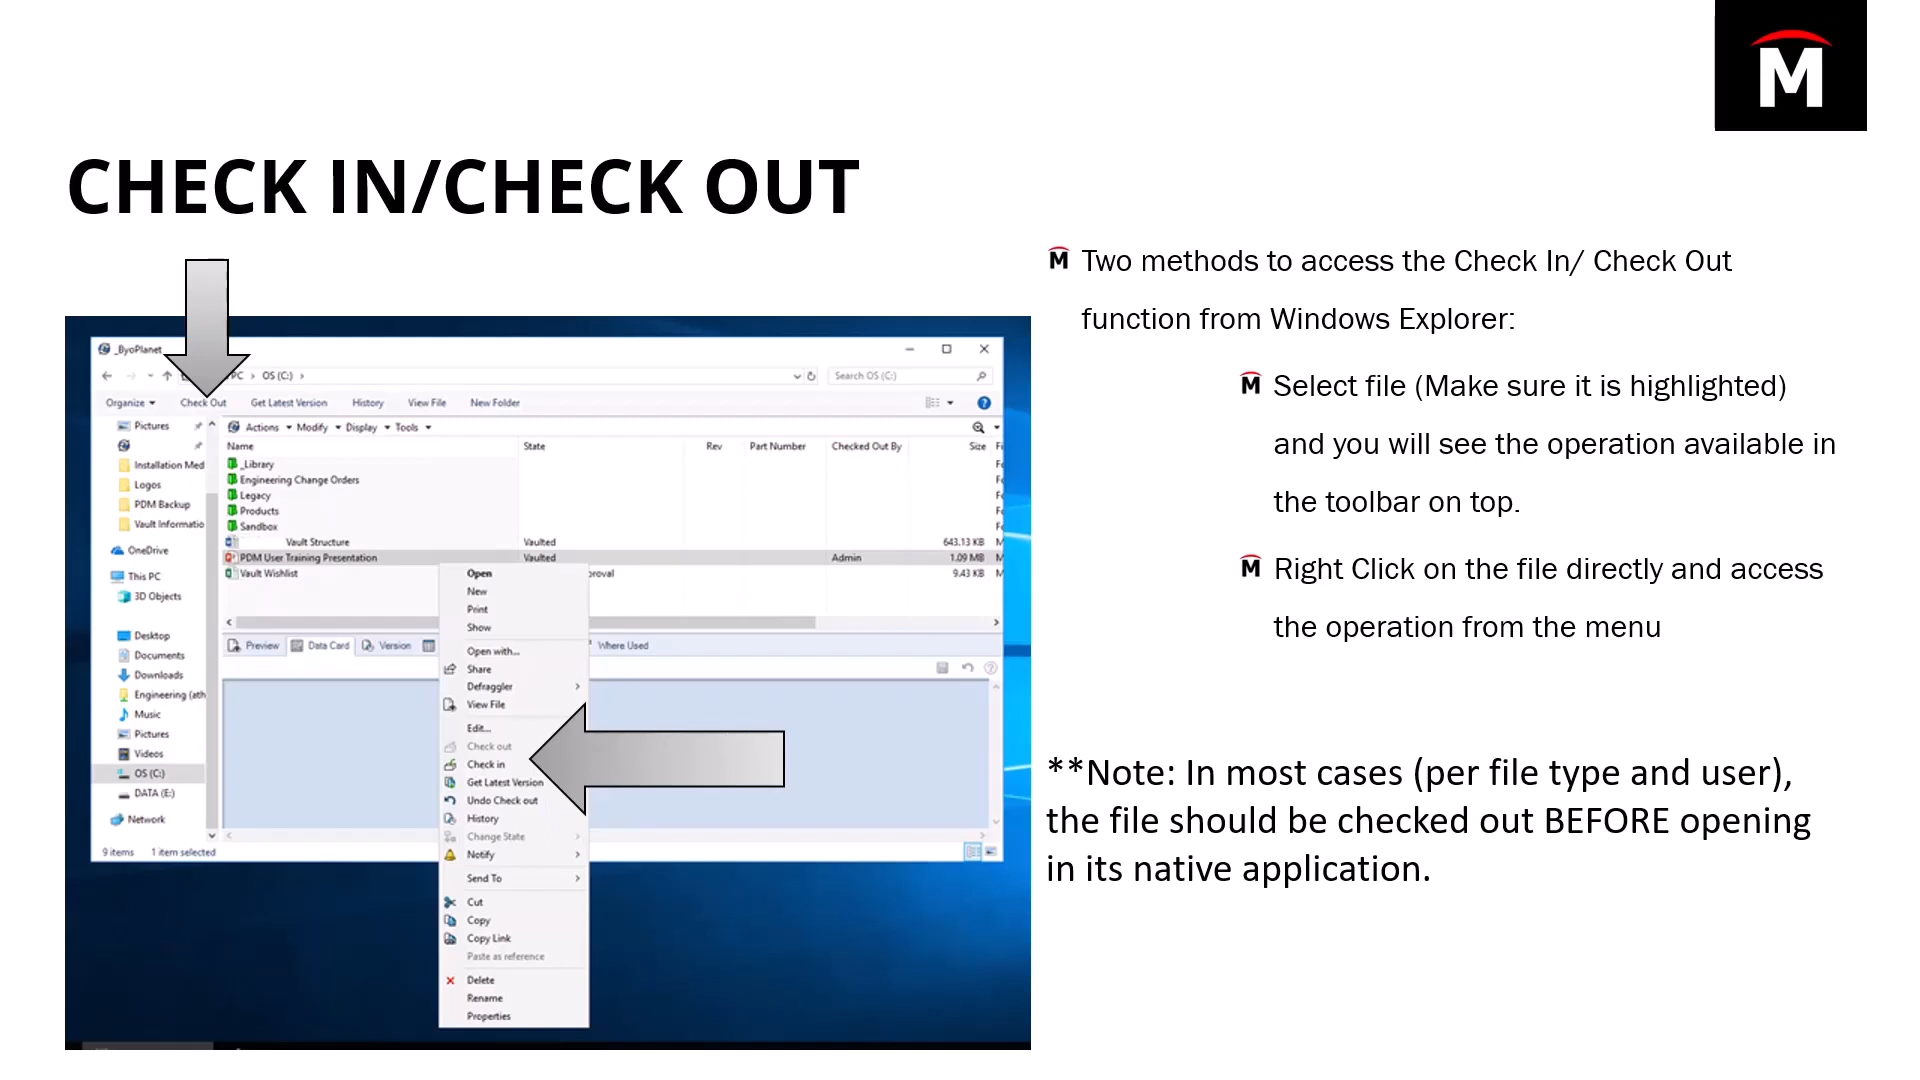 M
CHECK IN/CHECK OUT
Two methods to access the Check In/ Check Out
function from Windows Explorer:
Select file (Make sure it is highlighted)
and you will see the operation available in
the toolbar on top.
Right Click on the file directly and access
the operation from the menu
**Note: In most cases (per file type and user),
the file should be checked out BEFORE opening
in its native application.
_ByoPlanet
PC > OS (C:) >
Search OS (C:)
Organize
Check Out
Get Latest Version
History
View File
New Folder
Pictures
Installation Med
Logos
PDM Backup
Vault Informatio
OneDrive
This PC
3D Objects
Desktop
Documents
Downloads
Engineering (ath
Music
Pictures
Videos
OS (C:)
DATA (E:)
Network
9 items 1 item selected
Actions Modify Display Tools
Name State Rev Part Number Checked Out By Size Fi
_Library Fo
Engineering Change Orders Fo
Legacy Fo
Products Fo
Sandbox Fo
Vault Structure Vaulted 643.13 KB M
PDM User Training Presentation Vaulted Admin 1.09 MB M
Vault Wishlist proval 9.43 KB M
Preview Data Card Version Where Used
Open
New
Print
Show
Open with...
Share
Defraggler
View File
Edit...
Check out
Check in
Get Latest Version
Undo Check out
History
Change State
Notify
Send To
Cut
Copy
Copy Link
Paste as reference
Delete
Rename
Properties